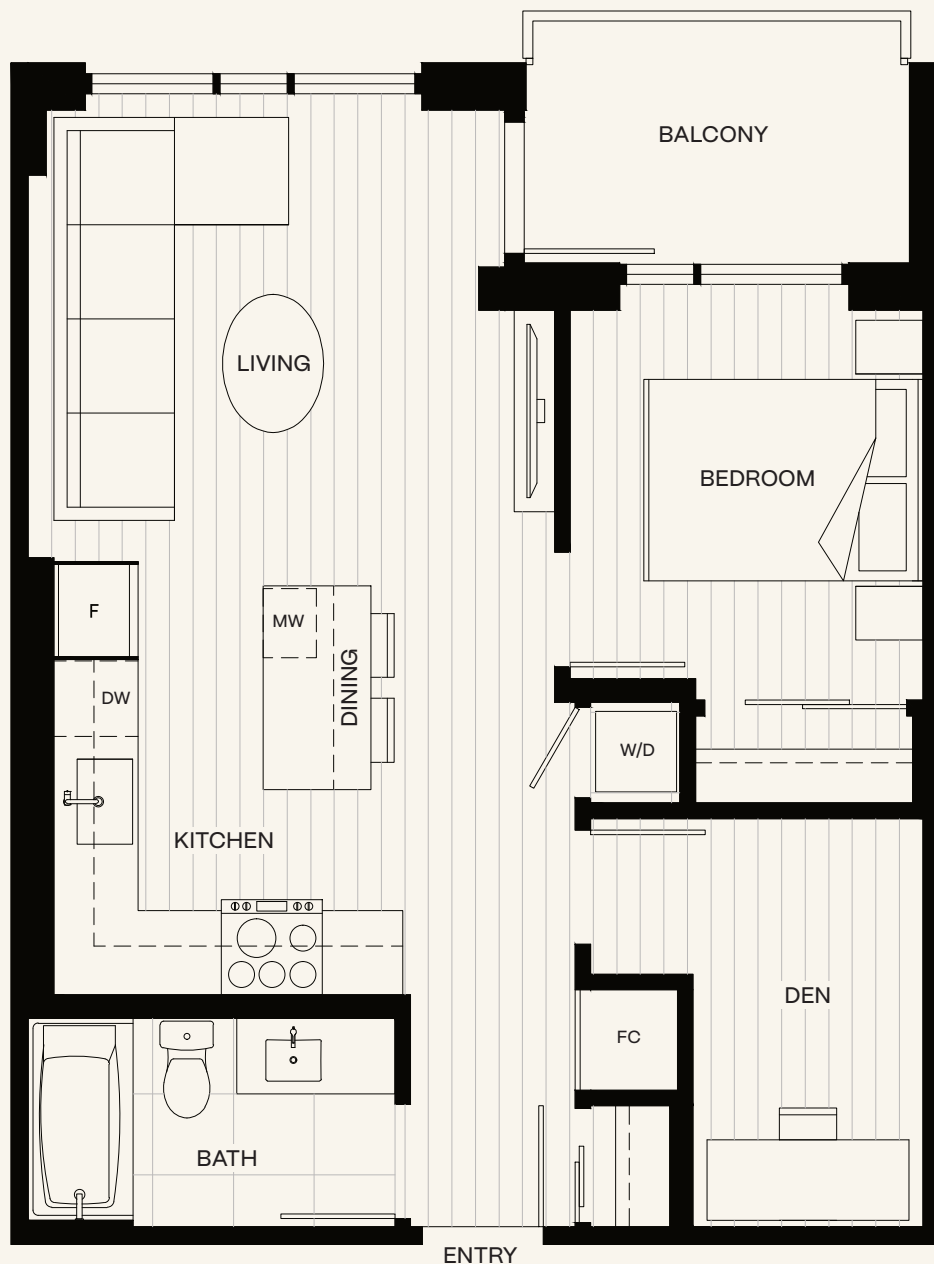 BALCONY
LIVING
BEDROOM
F
MW
DINING
DW
W/D
KITCHEN
DEN
FC
BATH
ENTRY